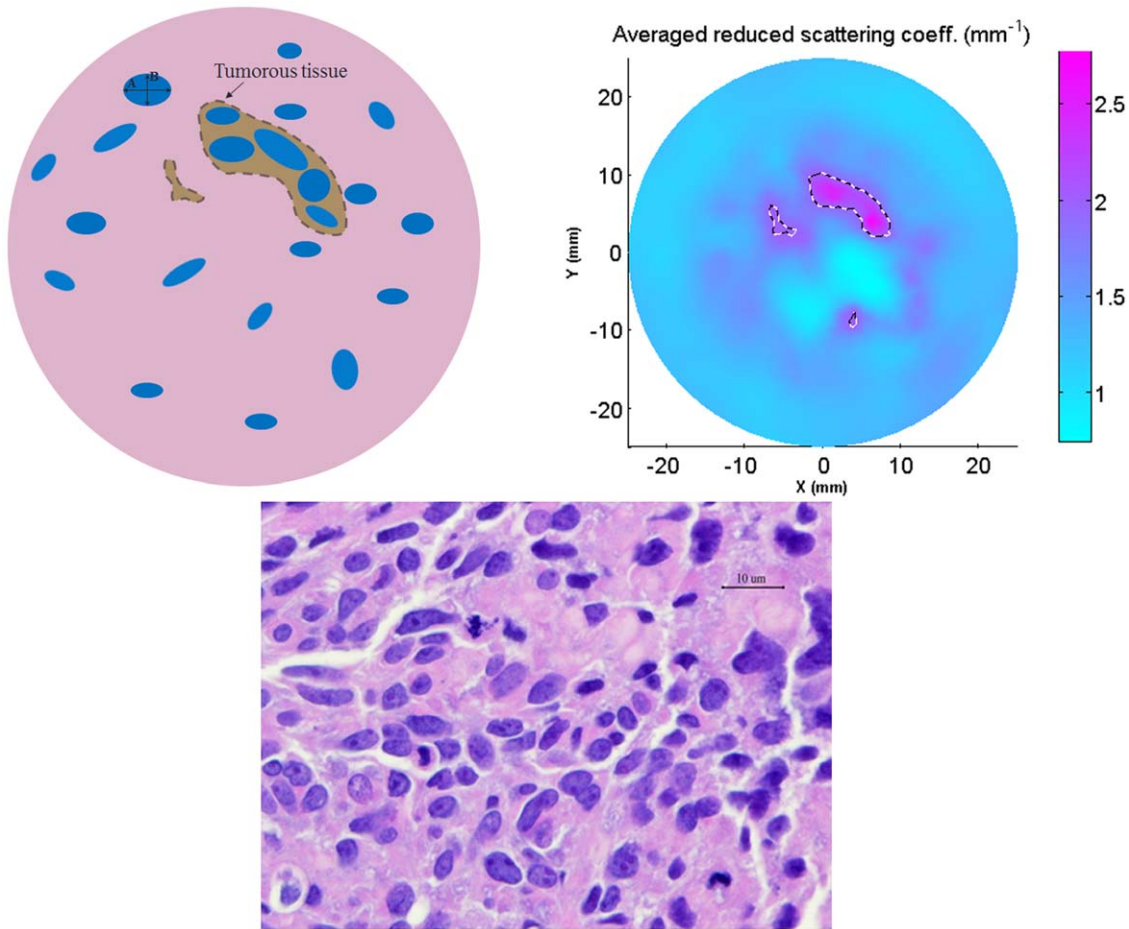 A
B
Tumorous tissue
Averaged reduced scattering coeff. (mm⁻¹)
20
10
0
-10
-20
Y (mm)
-20
-10
0
10
20
X (mm)
2.5
2
1.5
1
10 um